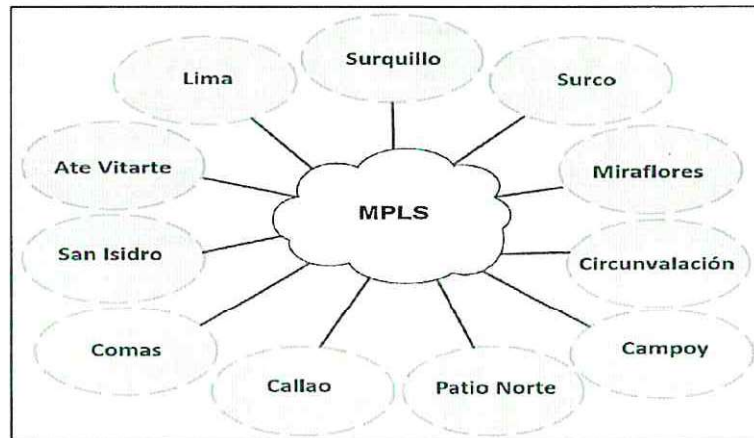 Surquillo
Lima
Surco
Ate Vitarte
Miraflores
MPLS
San Isidro
Circunvalación
Comas
Campoy
Callao
Patio Norte